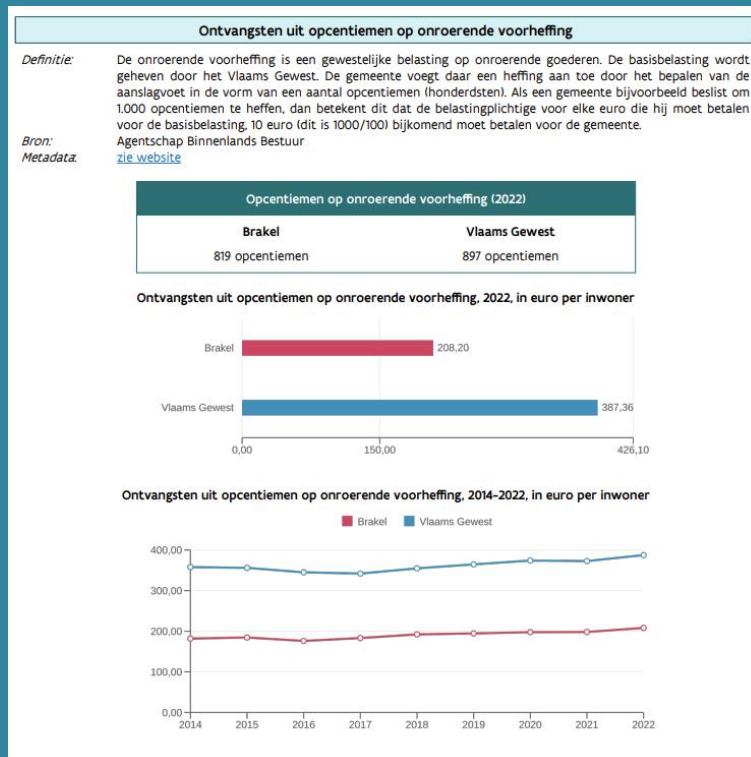 Ontvangsten uit opcentiemen op onroerende voorheffing
Definitie: De onroerende voorheffing is een gewestelijke belasting op onroerende goederen. De basisbelasting wordt
geheven door het Vlaams Gewest. De gemeente voegt daar een heffing aan toe door het bepalen van de
aanslagvoet in de vorm van een aantal opcentiemen (honderdsten). Als een gemeente bijvoorbeeld beslist om
1.000 opcentiemen te heffen, dan betekent dit dat de belastingplichtige voor elke euro die hij moet betalen
voor de basisbelasting, 10 euro (dit is 1000/100) bijkomend moet betalen voor de gemeente.
Bron: Agentschap Binnenlands Bestuur
Metadata: zie website
Opcentiemen op onroerende voorheffing (2022)
Brakel Vlaams Gewest
819 opcentiemen 897 opcentiemen
Ontvangsten uit opcentiemen op onroerende voorheffing, 2022, in euro per inwoner
Brakel 208,20
Vlaams Gewest 387,36
0,00 150,00 426,10
Ontvangsten uit opcentiemen op onroerende voorheffing, 2014-2022, in euro per inwoner
Brakel Vlaams Gewest
400,00
300,00
200,00
100,00
0,00
2014 2015 2016 2017 2018 2019 2020 2021 2022